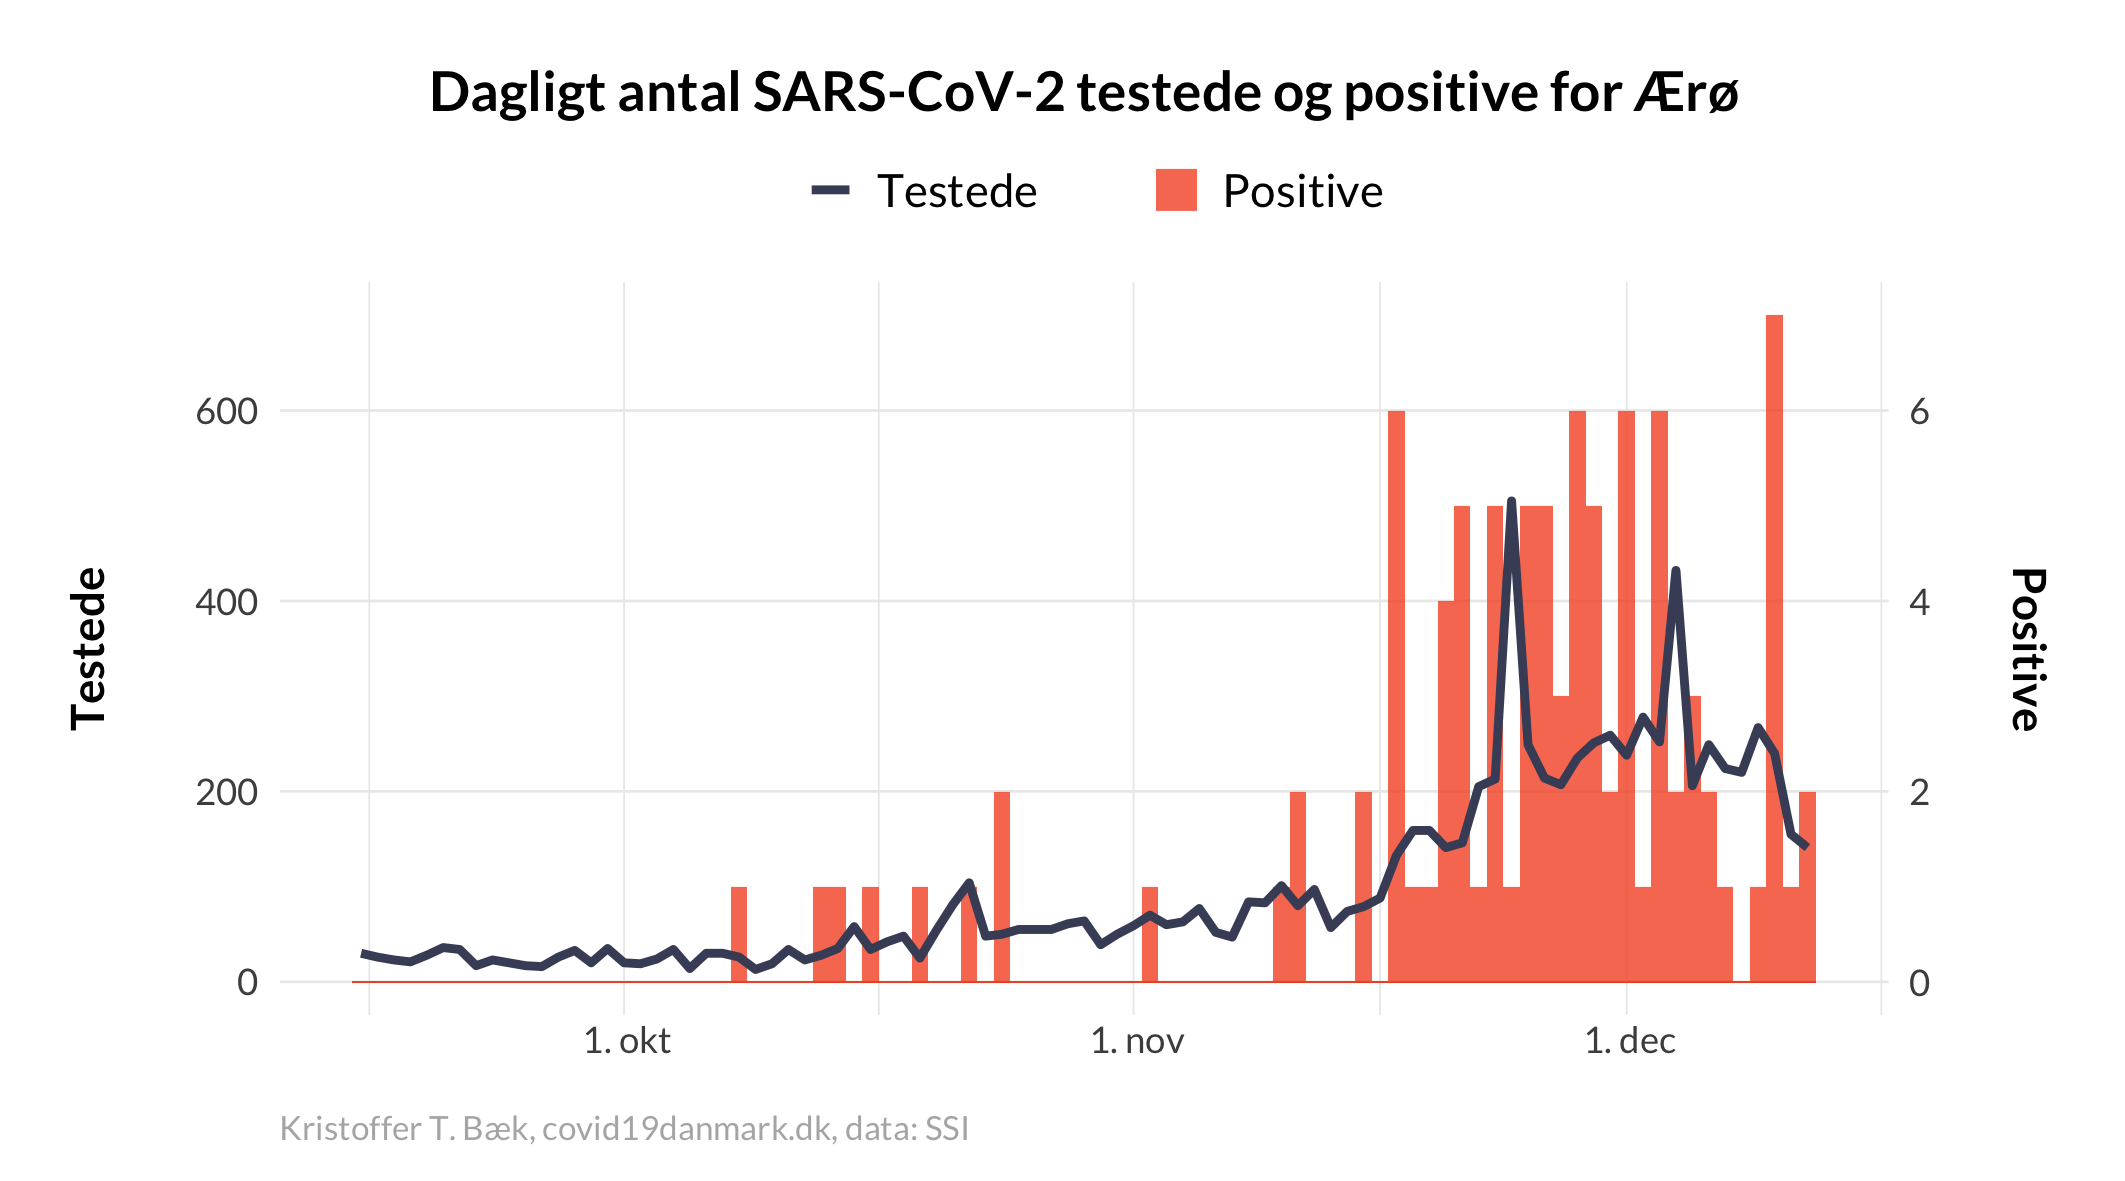 Dagligt antal SARS-CoV-2 testede og positive for Ærø
Testede
Positive
600
400
200
0
6
4
2
0
Testede
Positive
1. okt
1. nov
1. dec
Kristoffer T. Bæk, covid19danmark.dk, data: SSI